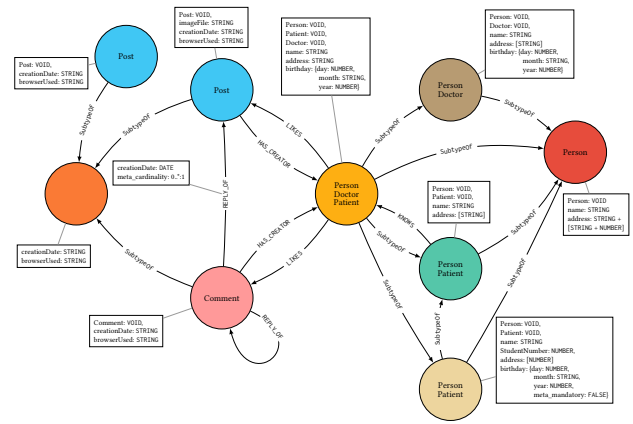 Post: VOID,
imageFile: STRING
creationDate: STRING
browserUsed: STRING
Person: VOID,
Patient: VOID,
Doctor: VOID,
name: STRING
address: STRING
birthday: {day: NUMBER,
month: STRING,
year: NUMBER}
Person: VOID,
Doctor: VOID,
name: STRING
address: [STRING]
birthday: {day: NUMBER,
month: STRING,
year: NUMBER}
Post: VOID,
creationDate: STRING
browserUsed: STRING
Post
Post
Person
Doctor
SubtypeOf
SubtypeOf
LIKES
HAS_CREATOR
SubtypeOf
SubtypeOf
SubtypeOf
Person
creationDate: DATE
meta_cardinality: 0..*:1
REPLY_OF
Person
Doctor
Patient
Person: VOID,
Patient: VOID,
name: STRING
address: [STRING]
Person: VOID
name: STRING
address: STRING +
[STRING + NUMBER]
KNOWS
SubtypeOf
SubtypeOf
HAS_CREATOR
LIKES
creationDate: STRING
browserUsed: STRING
SubtypeOf
Person
Patient
SubtypeOf
SubtypeOf
Comment
Comment: VOID,
creationDate: STRING
browserUsed: STRING
REPLY_OF
SubtypeOf
Person: VOID,
Patient: VOID,
name: STRING
StudentNumber: NUMBER,
address: [NUMBER]
birthday: {day: NUMBER,
month: STRING,
year: NUMBER,
meta_mandatory: FALSE}
Person
Patient